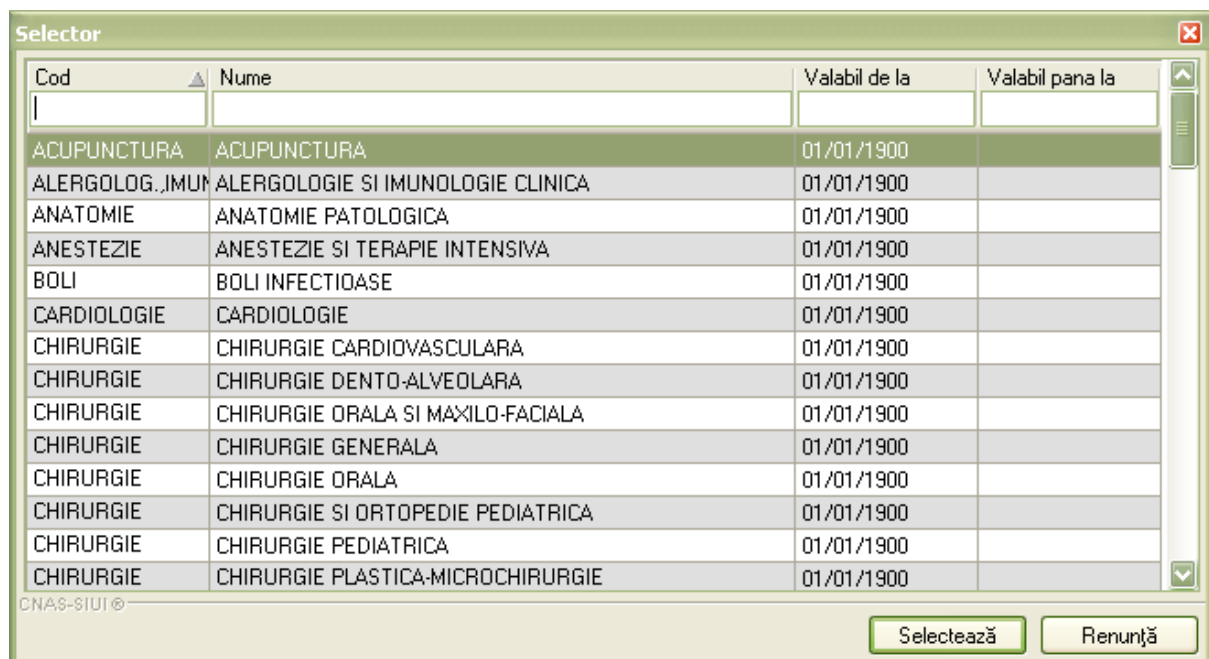 Selector
Cod Nume Valabil de la Valabil pana la
ACUPUNCTURA ACUPUNCTURA 01/01/1900
ALERGOLOG.,IMUN ALERGOLOGIE SI IMUNOLOGIE CLINICA 01/01/1900
ANATOMIE ANATOMIE PATOLOGICA 01/01/1900
ANESTEZIE ANESTEZIE SI TERAPIE INTENSIVA 01/01/1900
BOLI BOLI INFECTIOASE 01/01/1900
CARDIOLOGIE CARDIOLOGIE 01/01/1900
CHIRURGIE CHIRURGIE CARDIOVASCULARA 01/01/1900
CHIRURGIE CHIRURGIE DENTO-ALVEOLARA 01/01/1900
CHIRURGIE CHIRURGIE ORALA SI MAXILO-FACIALA 01/01/1900
CHIRURGIE CHIRURGIE GENERALA 01/01/1900
CHIRURGIE CHIRURGIE ORALA 01/01/1900
CHIRURGIE CHIRURGIE SI ORTOPEDIE PEDIATRICA 01/01/1900
CHIRURGIE CHIRURGIE PEDIATRICA 01/01/1900
CHIRURGIE CHIRURGIE PLASTICA-MICROCHIRURGIE 01/01/1900
CNAS-SIUI ®
Selectează Renunţă